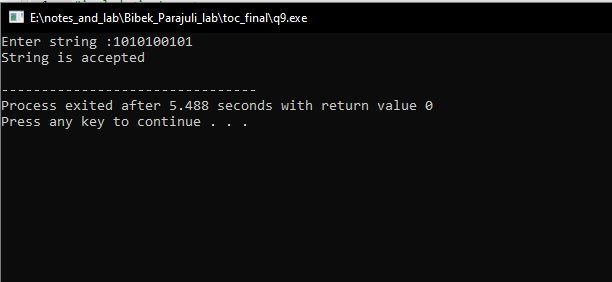 E:\notes_and_lab\Bibek_Parajuli_lab\toc_final\q9.exe
Enter string :1010100101
String is accepted
--------------------------------
Process exited after 5.488 seconds with return value 0
Press any key to continue . . .